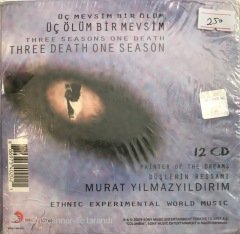 ÜÇ MEVSİM BİR ÖLÜM
250
ÜÇ ÖLÜM BİR MEVSİM
THREE SEASONS ONE DEATH
THREE DEATH ONE SEASON
12 CD
PAINTER OF THE DREAMS
DÜŞLERİN RESSAMI
MURAT YILMAZYILDIRIM
ETHNIC EXPERIMENTAL WORLD MUSIC